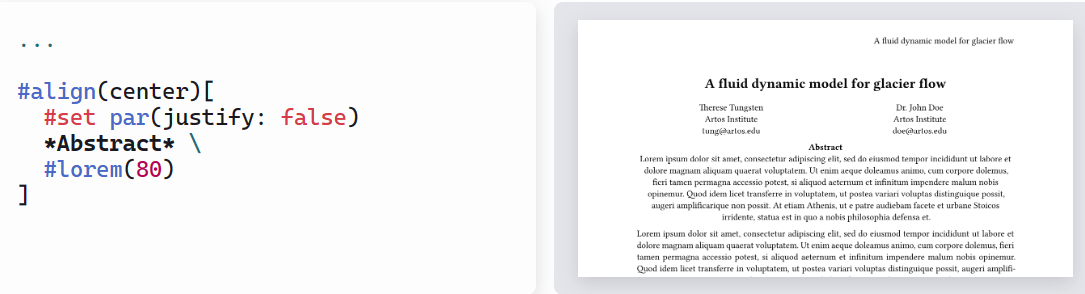 ...
#align(center)[
#set par(justify: false)
*Abstract* \
#lorem(80)
]
A fluid dynamic model for glacier flow
A fluid dynamic model for glacier flow
Therese Tungsten Dr. John Doe
Artos Institute Artos Institute
tung@artos.edu doe@artos.edu
Abstract
Lorem ipsum dolor sit amet, consectetur adipiscing elit, sed do eiusmod tempor incididunt ut labore et
dolore magnam aliquam quaerat voluptatem. Ut enim aeque doleamus animo, cum corpore dolemus,
fieri tamen permagna accessio potest, si aliquod aeternum et infinitum impendere malum nobis
opinemur. Quod idem licet transferre in voluptatem, ut postea variari voluptas distinguique possit,
augeri amplificarique non possit. At etiam Athenis, ut e patre audiebam facete et urbane Stoicos
irridente, statua est in quo a nobis philosophia defensa et.
Lorem ipsum dolor sit amet, consectetur adipiscing elit, sed do eiusmod tempor incididunt ut labore et
dolore magnam aliquam quaerat voluptatem. Ut enim aeque doleamus animo, cum corpore dolemus, fieri
tamen permagna accessio potest, si aliquod aeternum et infinitum impendere malum nobis opinemur.
Quod idem licet transferre in voluptatem, ut postea variari voluptas distinguique possit, augeri amplifi-